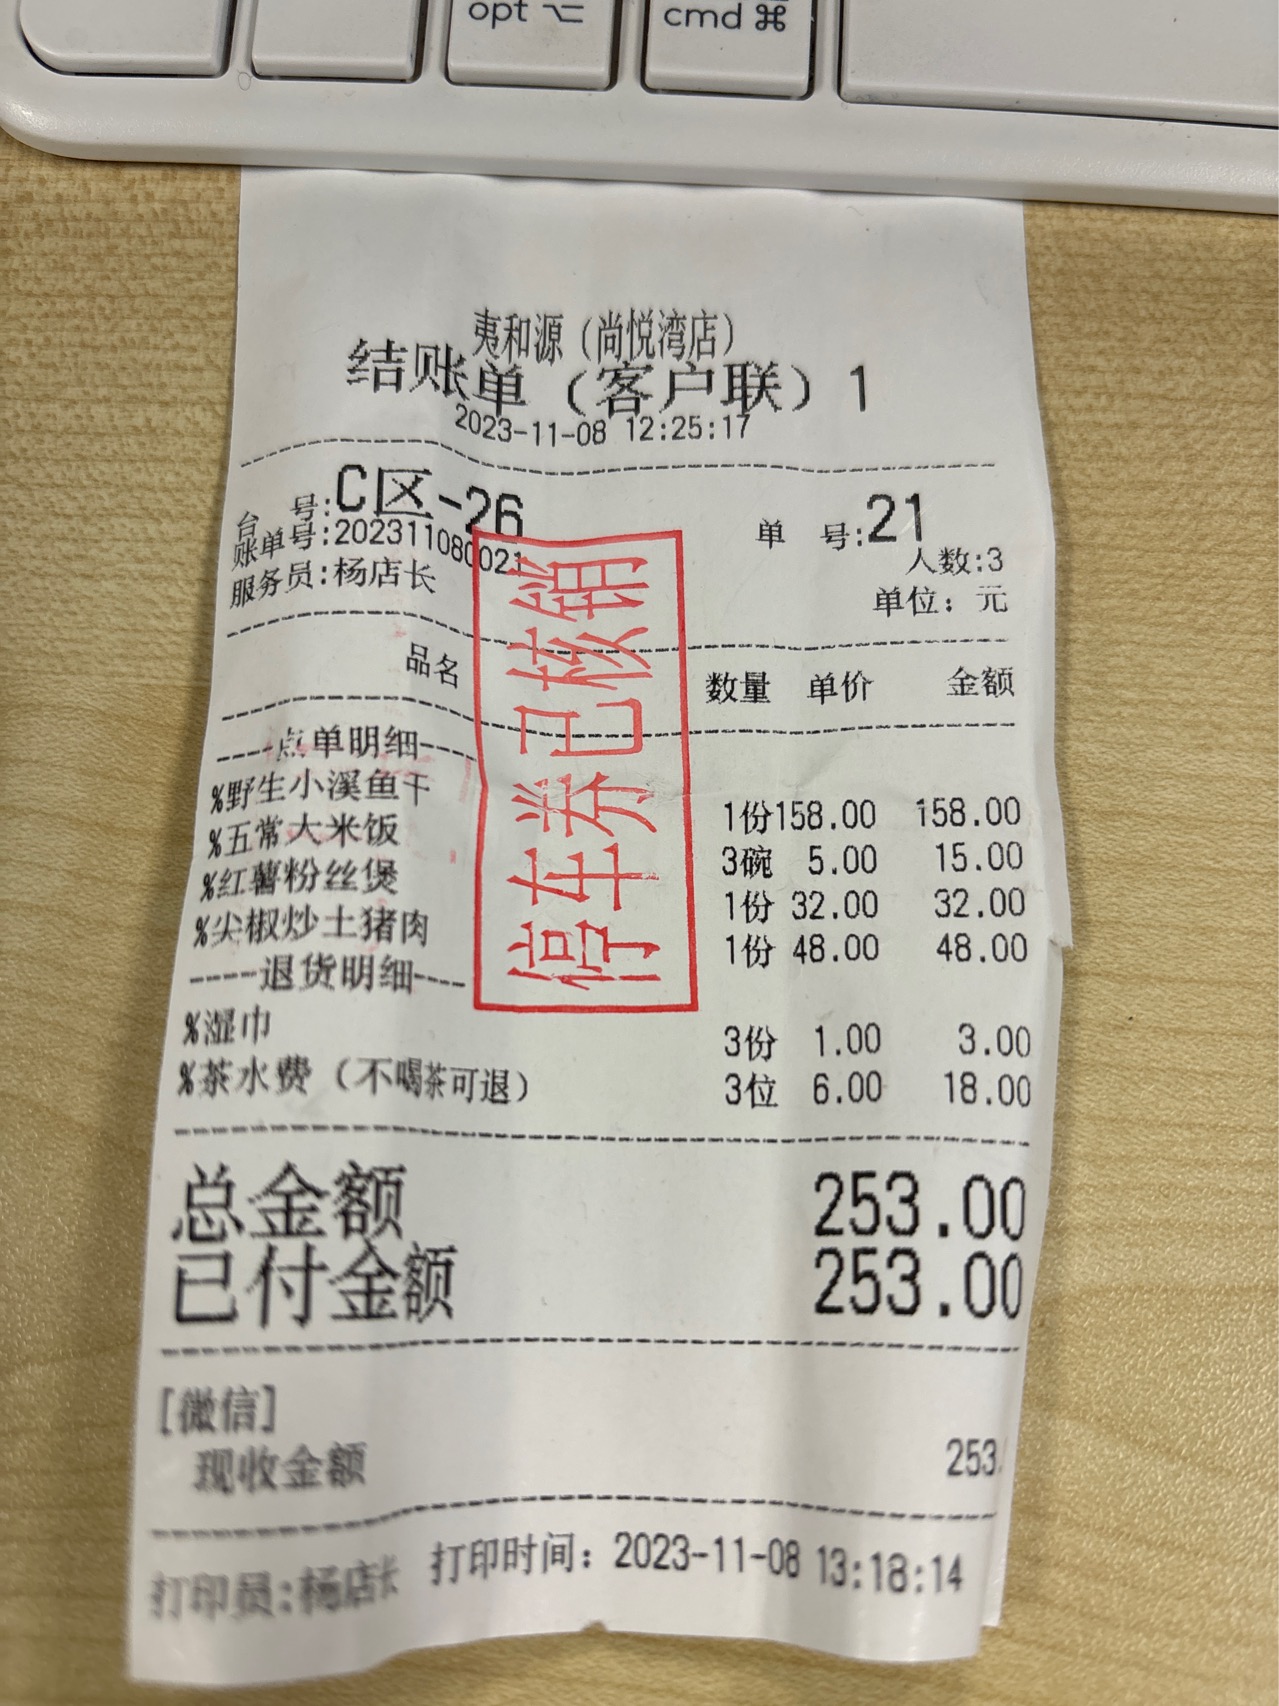 opt ⌥
cmd ⌘
夷和源（尚悦湾店）
结账单（客户联）1
2023-11-08 12:25:17
台 号:C区-26 单 号:21
账单号:202311080021 人数:3
服务员:杨店长 单位：元
品名 数量 单价 金额
-----点单明细-----
%野生小溪鱼干 1份 158.00 158.00
%五常大米饭 3碗 5.00 15.00
%红薯粉丝煲 1份 32.00 32.00
%尖椒炒土猪肉 1份 48.00 48.00
-----退货明细-----
%湿巾 3份 1.00 3.00
%茶水费（不喝茶可退） 3位 6.00 18.00
总金额 253.00
已付金额 253.00
[微信]
现收金额 253.
打印员:杨店长 打印时间：2023-11-08 13:18:14
停车券已核销